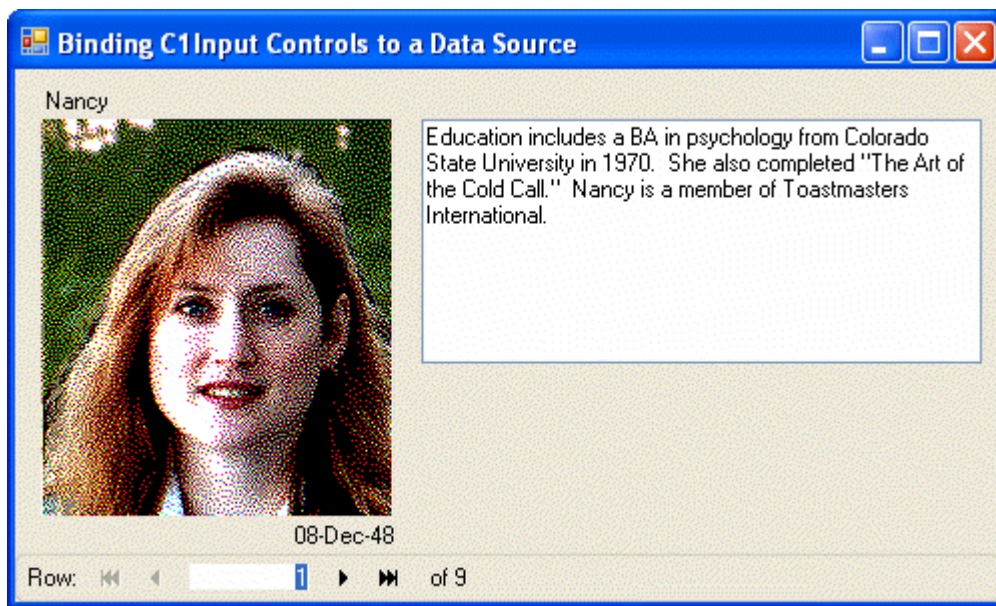 Binding C1Input Controls to a Data Source
Nancy
Education includes a BA in psychology from Colorado
State University in 1970.  She also completed "The Art of
the Cold Call."  Nancy is a member of Toastmasters
International.
08-Dec-48
Row: 1 of 9